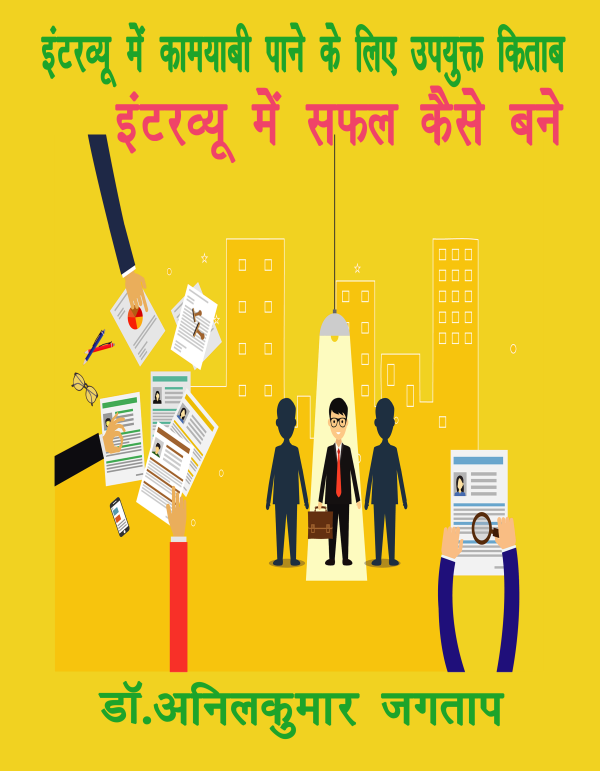 इंटरव्यू में कामयाबी पाने के लिए उपयुक्त किताब
इंटरव्यू में सफल कैसे बने
डॉ.अनिलकुमार जगताप